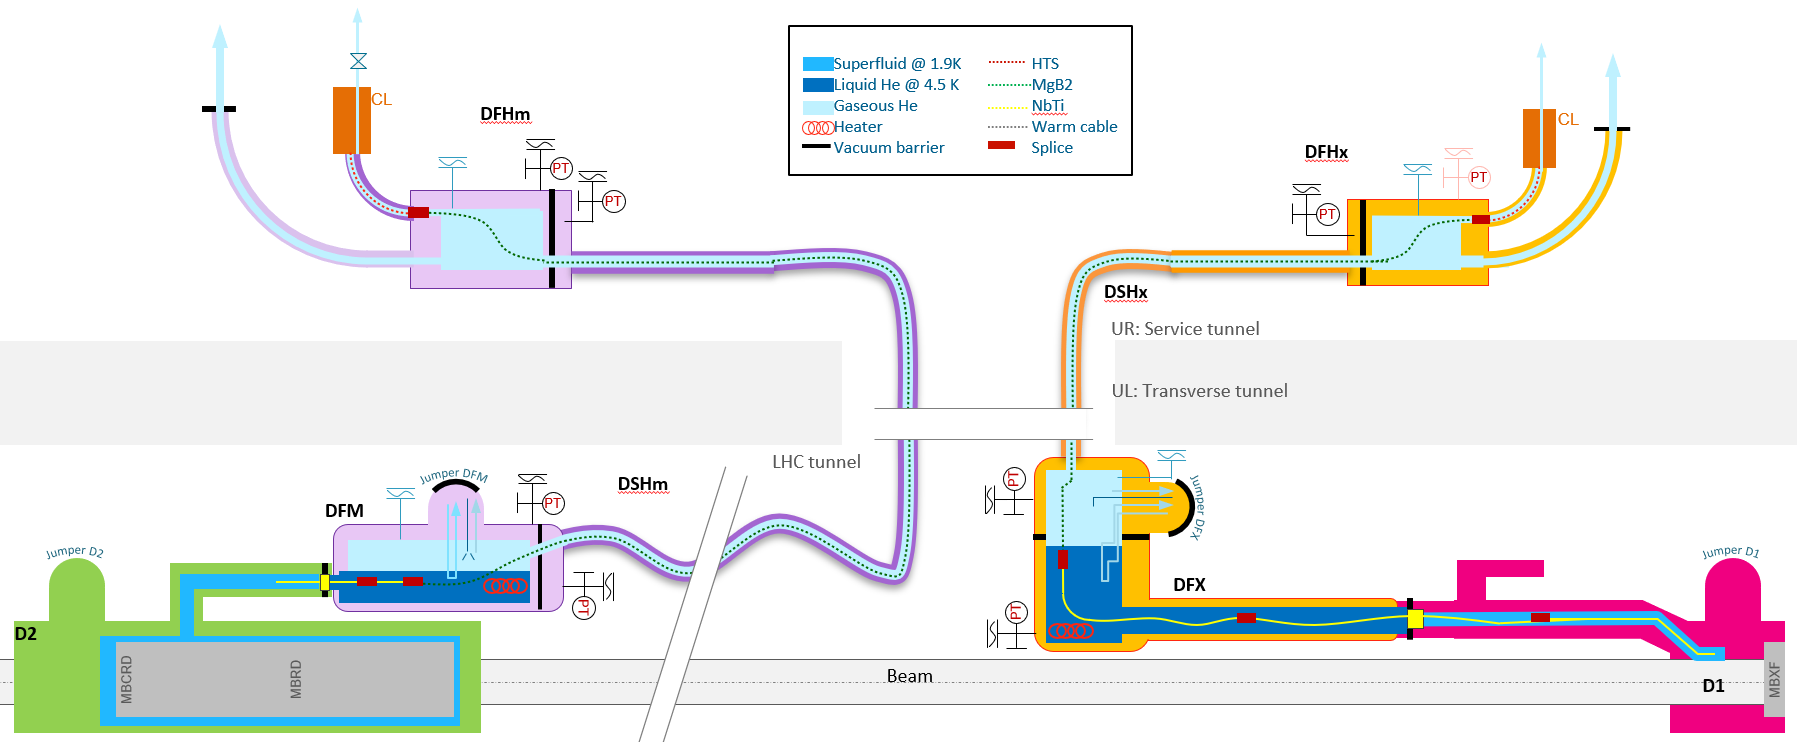 CL
DFHm
PT
PT
Superfluid @ 1.9K
Liquid He @ 4.5 K
Gaseous He
Heater
Vacuum barrier
HTS
MgB2
NbTi
Warm cable
Splice
CL
DFHx
PT
PT
DSHx
UR: Service tunnel
UL: Transverse tunnel
LHC tunnel
Jumper DFM
DSHm
DFM
PT
PT
Jumper D2
D2
MBCRD
MBRD
Beam
PT
PT
Jumper DFX
DFX
Jumper D1
D1
MBXF